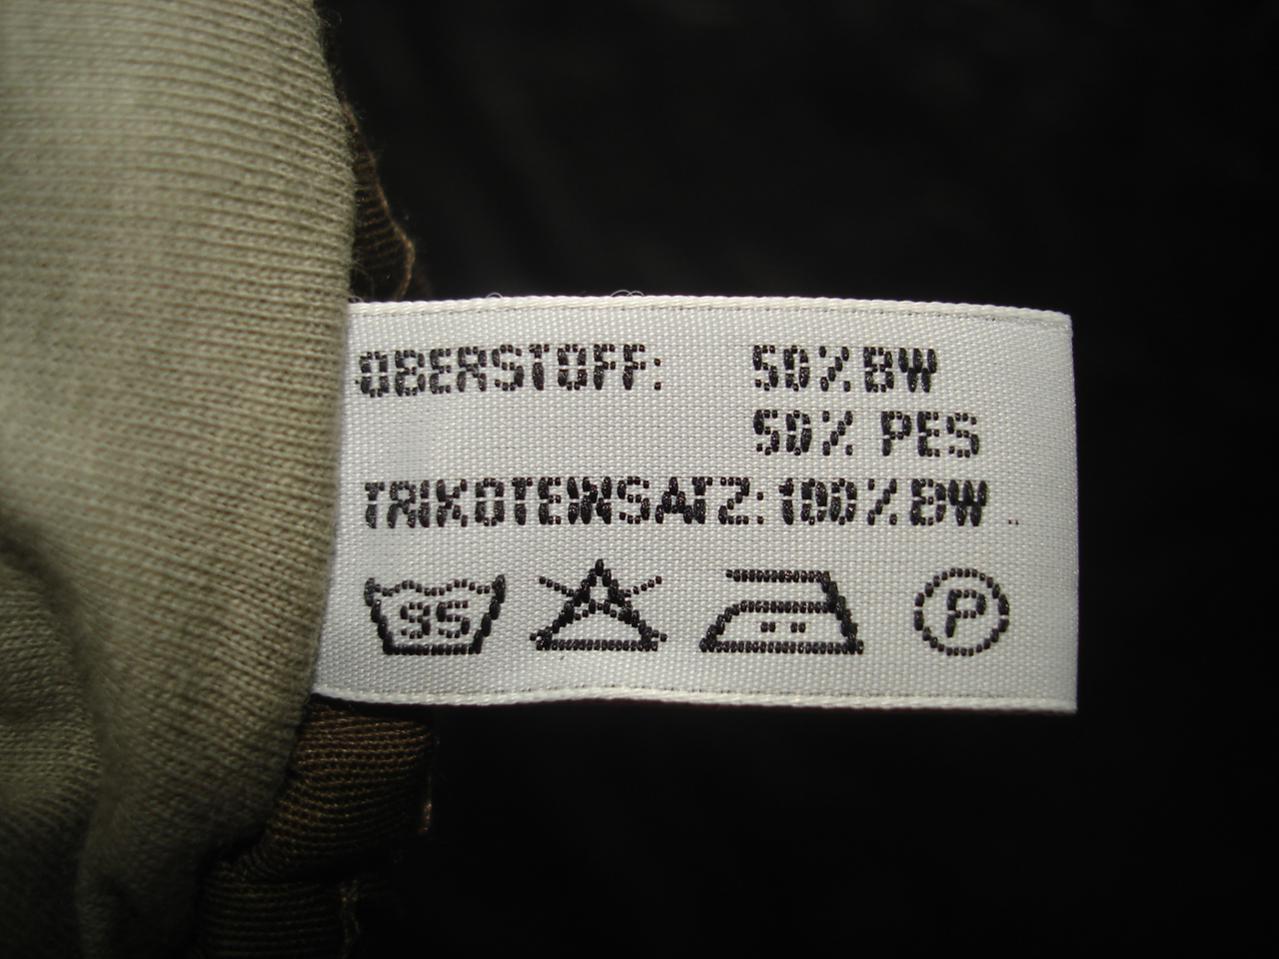 OBERSTOFF: 50% BW
50% PES
TRIKOTEINSATZ: 100% BW
95 P